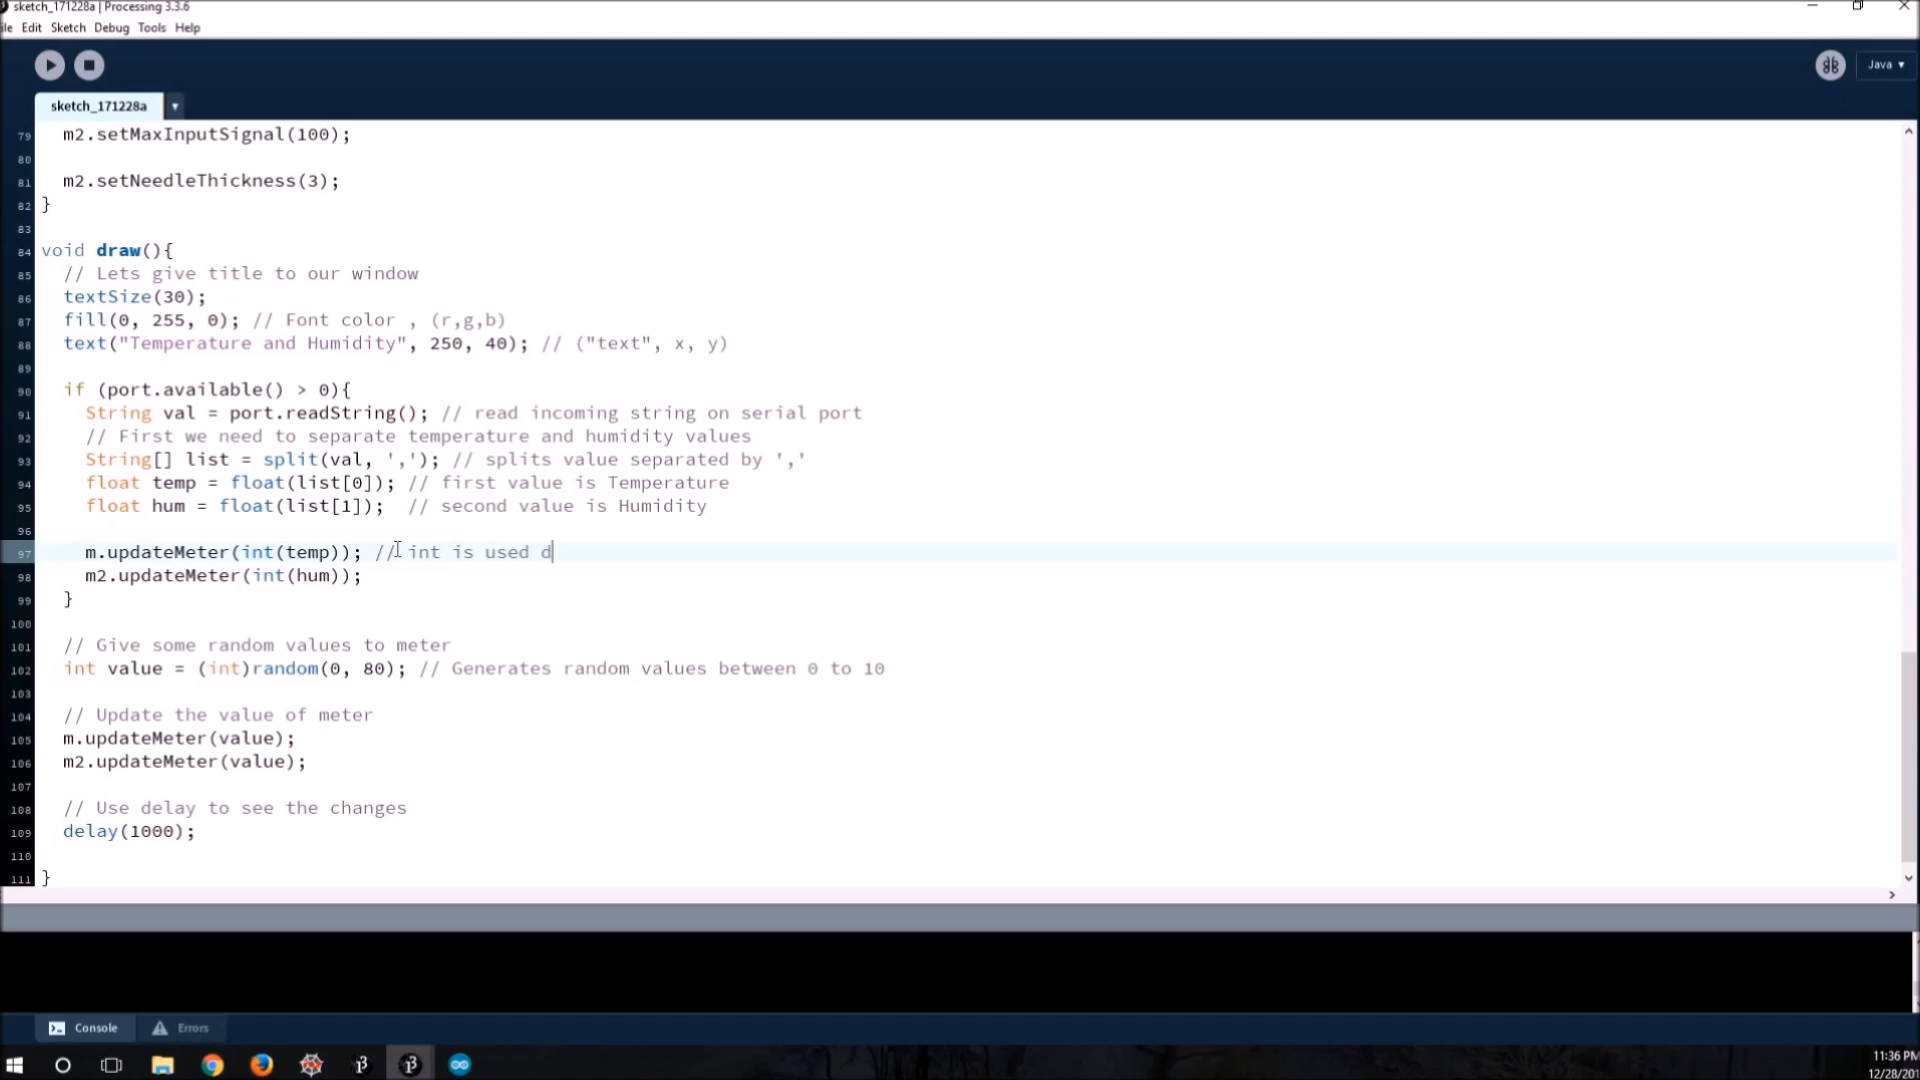 sketch_171228a | Processing 3.3.6
ile Edit Sketch Debug Tools Help
Java ▾
sketch_171228a ▾
79 m2.setMaxInputSignal(100);
80
81 m2.setNeedleThickness(3);
82 }
83
84 void draw(){
85 // Lets give title to our window
86 textSize(30);
87 fill(0, 255, 0); // Font color , (r,g,b)
88 text("Temperature and Humidity", 250, 40); // ("text", x, y)
89
90 if (port.available() > 0){
91 String val = port.readString(); // read incoming string on serial port
92 // First we need to separate temperature and humidity values
93 String[] list = split(val, ','); // splits value separated by ','
94 float temp = float(list[0]); // first value is Temperature
95 float hum = float(list[1]);  // second value is Humidity
96
97 m.updateMeter(int(temp)); // int is used d
98 m2.updateMeter(int(hum));
99 }
100
101 // Give some random values to meter
102 int value = (int)random(0, 80); // Generates random values between 0 to 10
103
104 // Update the value of meter
105 m.updateMeter(value);
106 m2.updateMeter(value);
107
108 // Use delay to see the changes
109 delay(1000);
110
111 }
Console Errors
11:36 PM
12/28/201